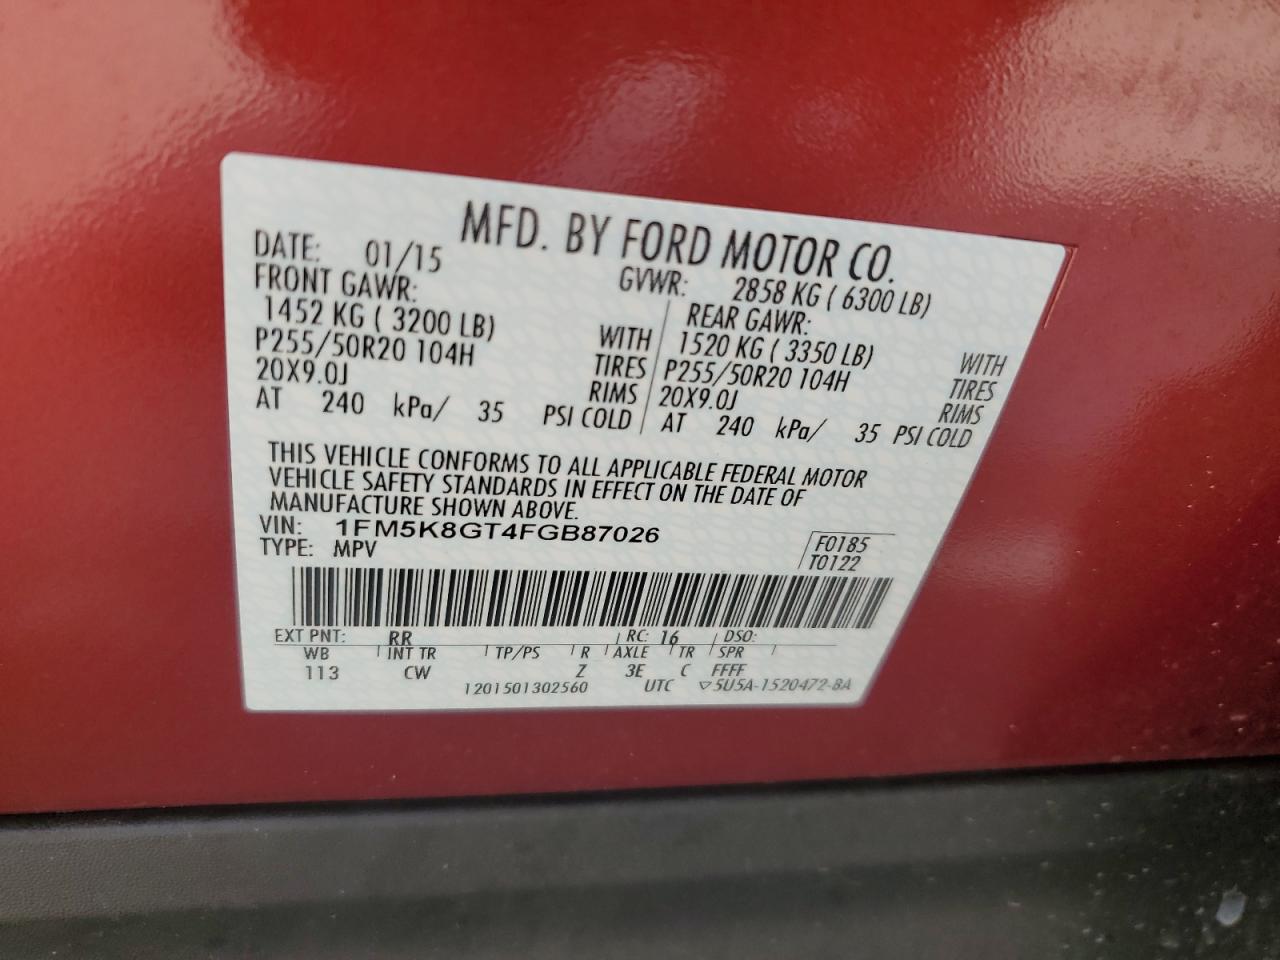 MFD. BY FORD MOTOR CO.
DATE: 01/15 GVWR: 2858 KG ( 6300 LB)
FRONT GAWR: REAR GAWR:
1452 KG ( 3200 LB) WITH 1520 KG ( 3350 LB) WITH
P255/50R20 104H TIRES P255/50R20 104H TIRES
20X9.0J RIMS 20X9.0J RIMS
AT 240 kPa/ 35 PSI COLD AT 240 kPa/ 35 PSI COLD
THIS VEHICLE CONFORMS TO ALL APPLICABLE FEDERAL MOTOR
VEHICLE SAFETY STANDARDS IN EFFECT ON THE DATE OF
MANUFACTURE SHOWN ABOVE.
VIN: 1FM5K8GT4FGB87026 F0185
TYPE: MPV T0122
EXT PNT: RR RC: 16 DSO:
WB INT TR TP/PS R AXLE TR SPR
113 CW Z 3E C FFFF
1201501302560 UTC ▽5U5A-1520472-BA